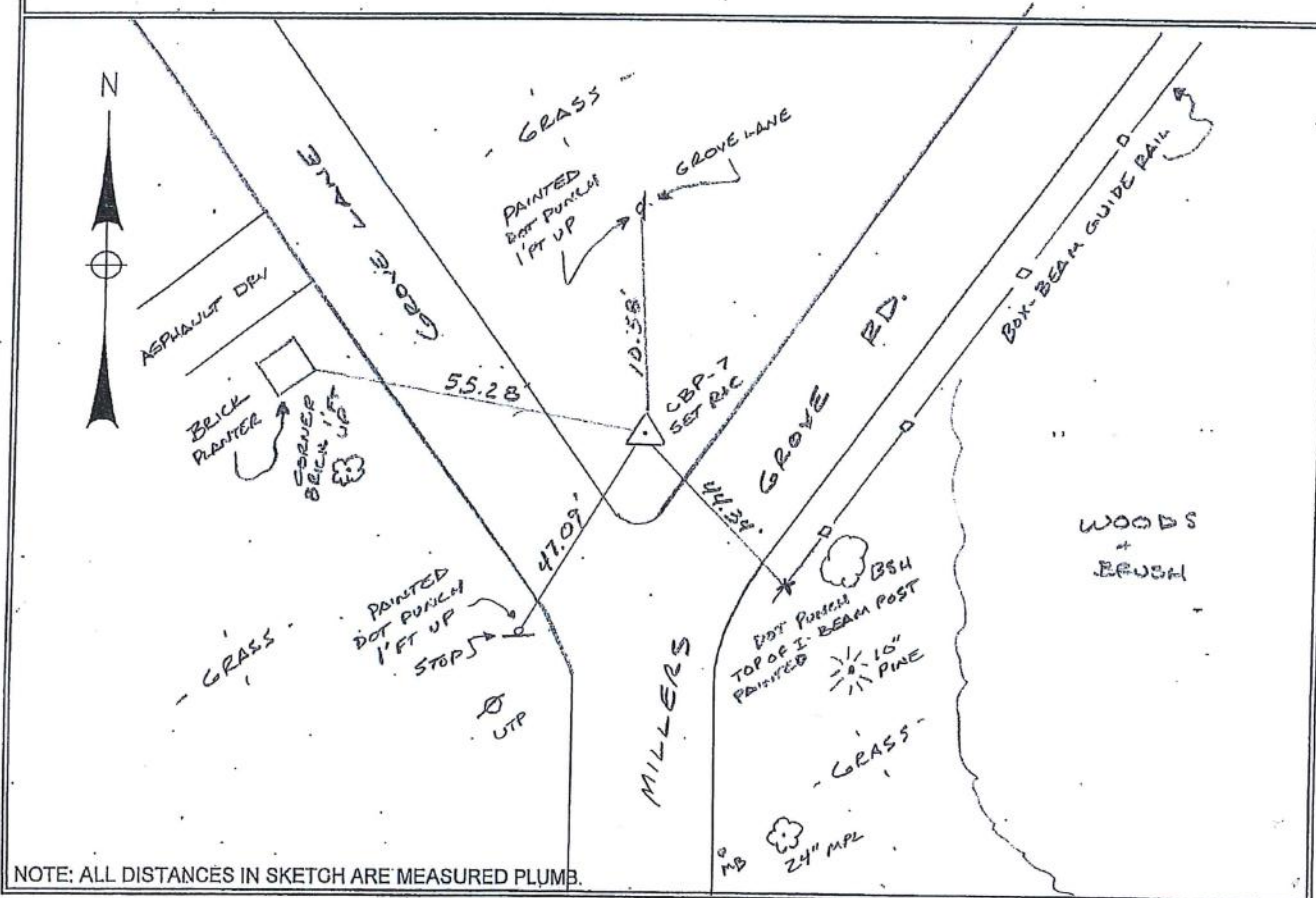 N
- GRASS -
GROVE LANE
PAINTED
DOT PUNCH
1'FT UP
GROVE LANE
ASPHAULT DRV
10.58'
55.28'
CBP-7
SET R&C
GROVE RD.
BOX-BEAM GUIDE RAIL
BRICK
PLANTER
CORNER
BRICK 1'FT
UP
47.09'
44.34'
WOODS
+
BRUSH
BSH
DOT PUNCH
TOP OF I-BEAM POST
PAINTED
10"
PINE
PAINTED
DOT PUNCH
1'FT UP
STOP
- GRASS -
UTP
MILLERS
- GRASS -
MB
24" MPL
NOTE: ALL DISTANCES IN SKETCH ARE MEASURED PLUMB.